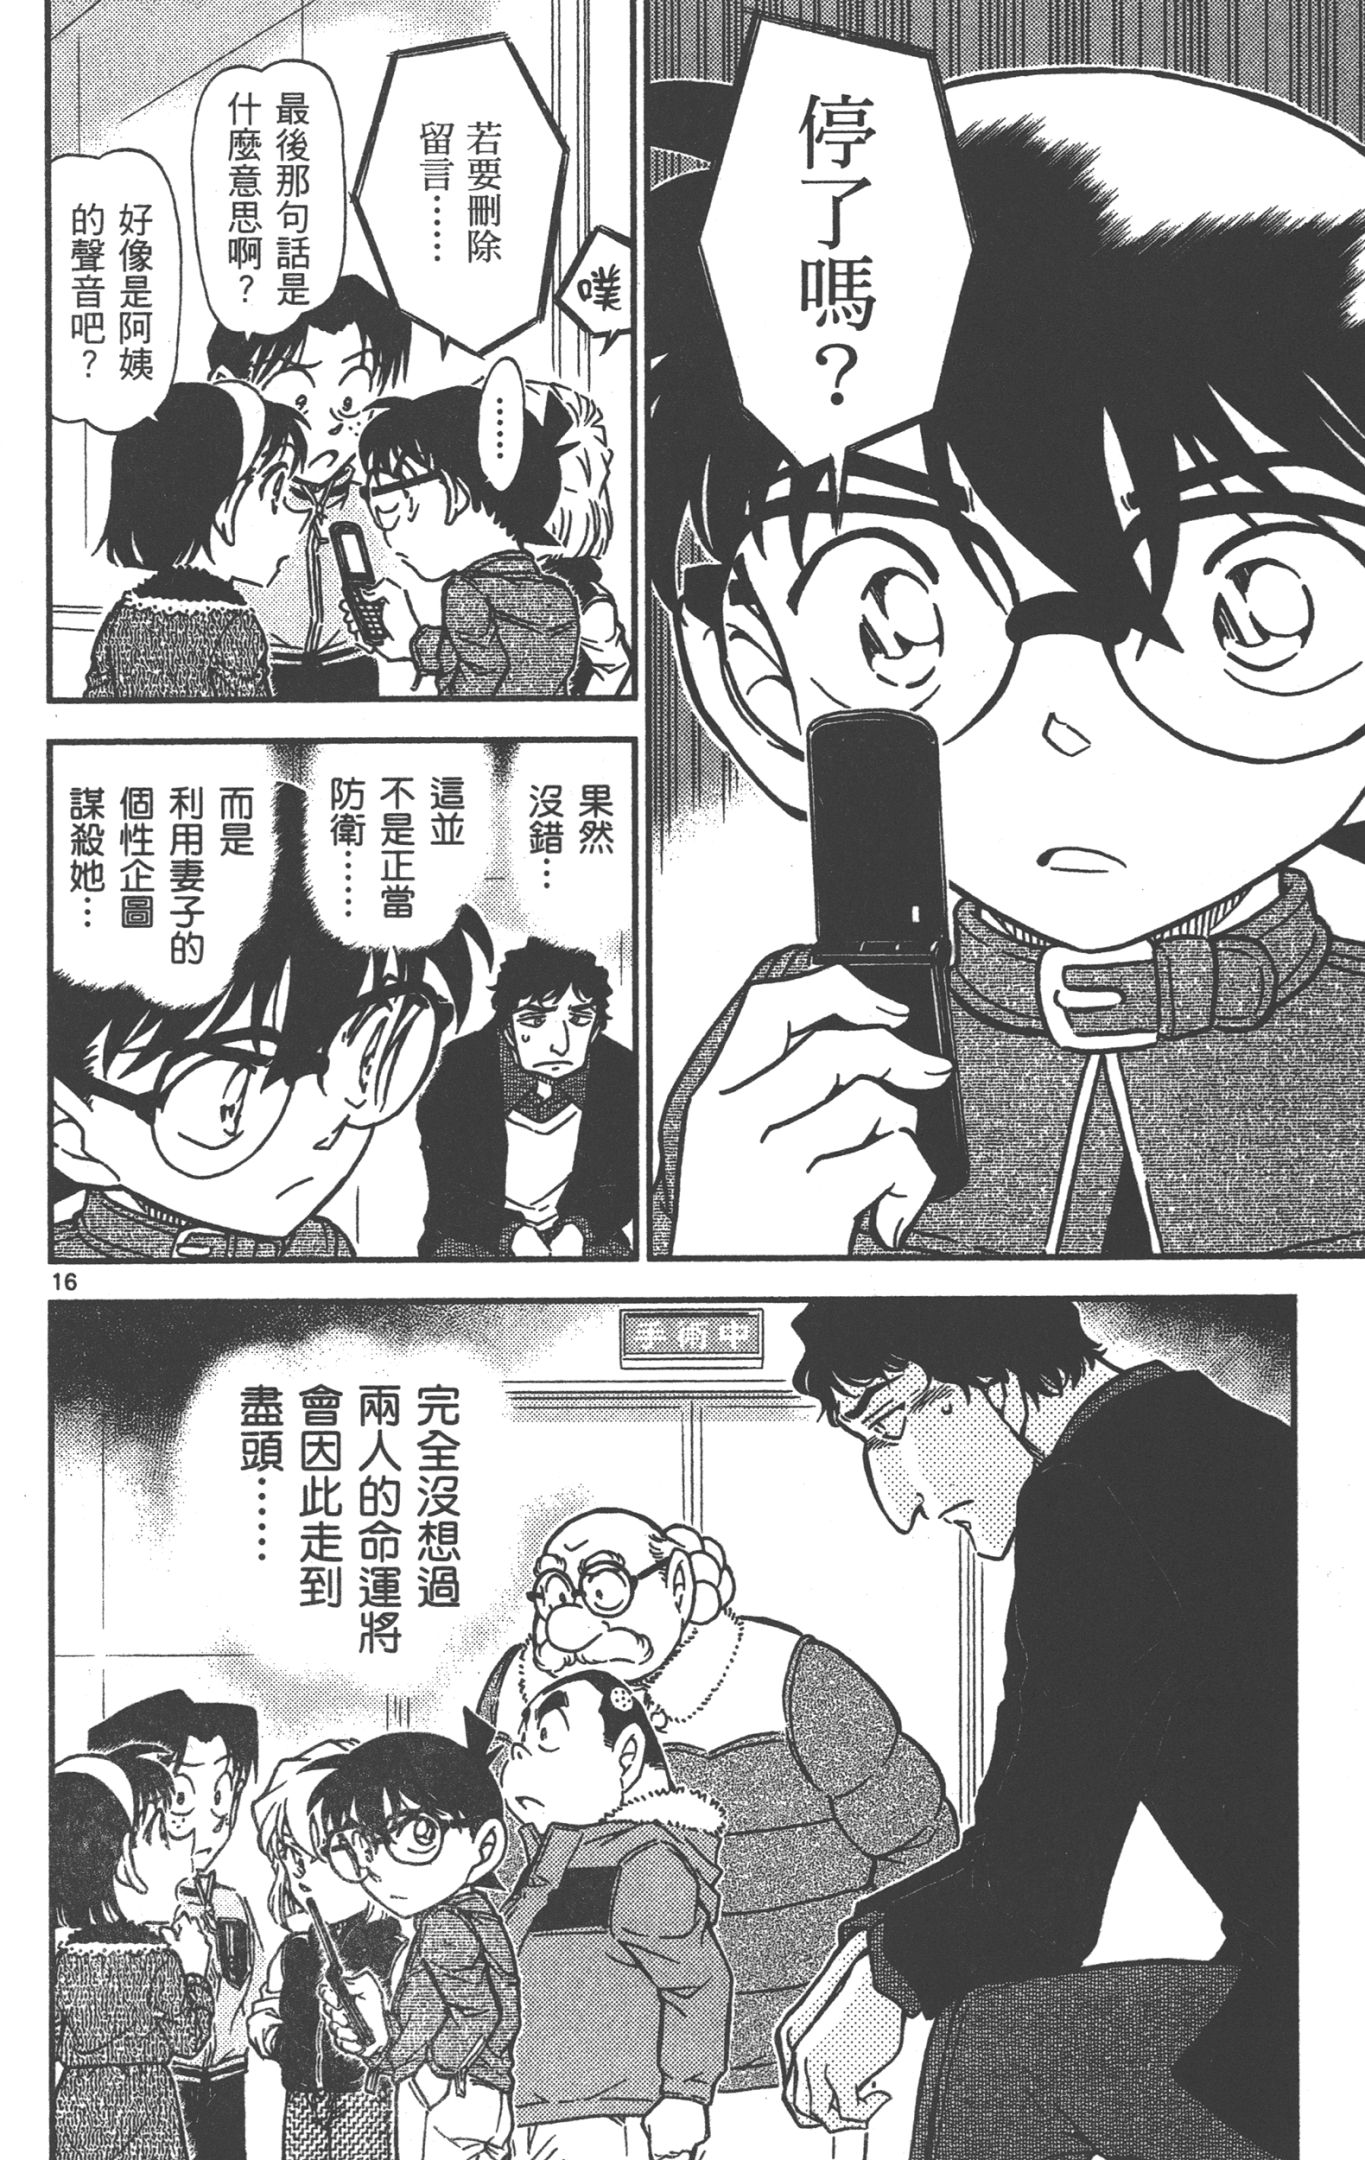 停了嗎？
噗
若要刪除
留言……
……
最後那句話是
什麼意思啊？
好像是阿姨
的聲音吧？
果然
沒錯…
這並
不是正當
防衛……
而是
利用妻子的
個性企圖
謀殺她…
16
手術中
完全沒想過
兩人的命運將
會因此走到
盡頭……